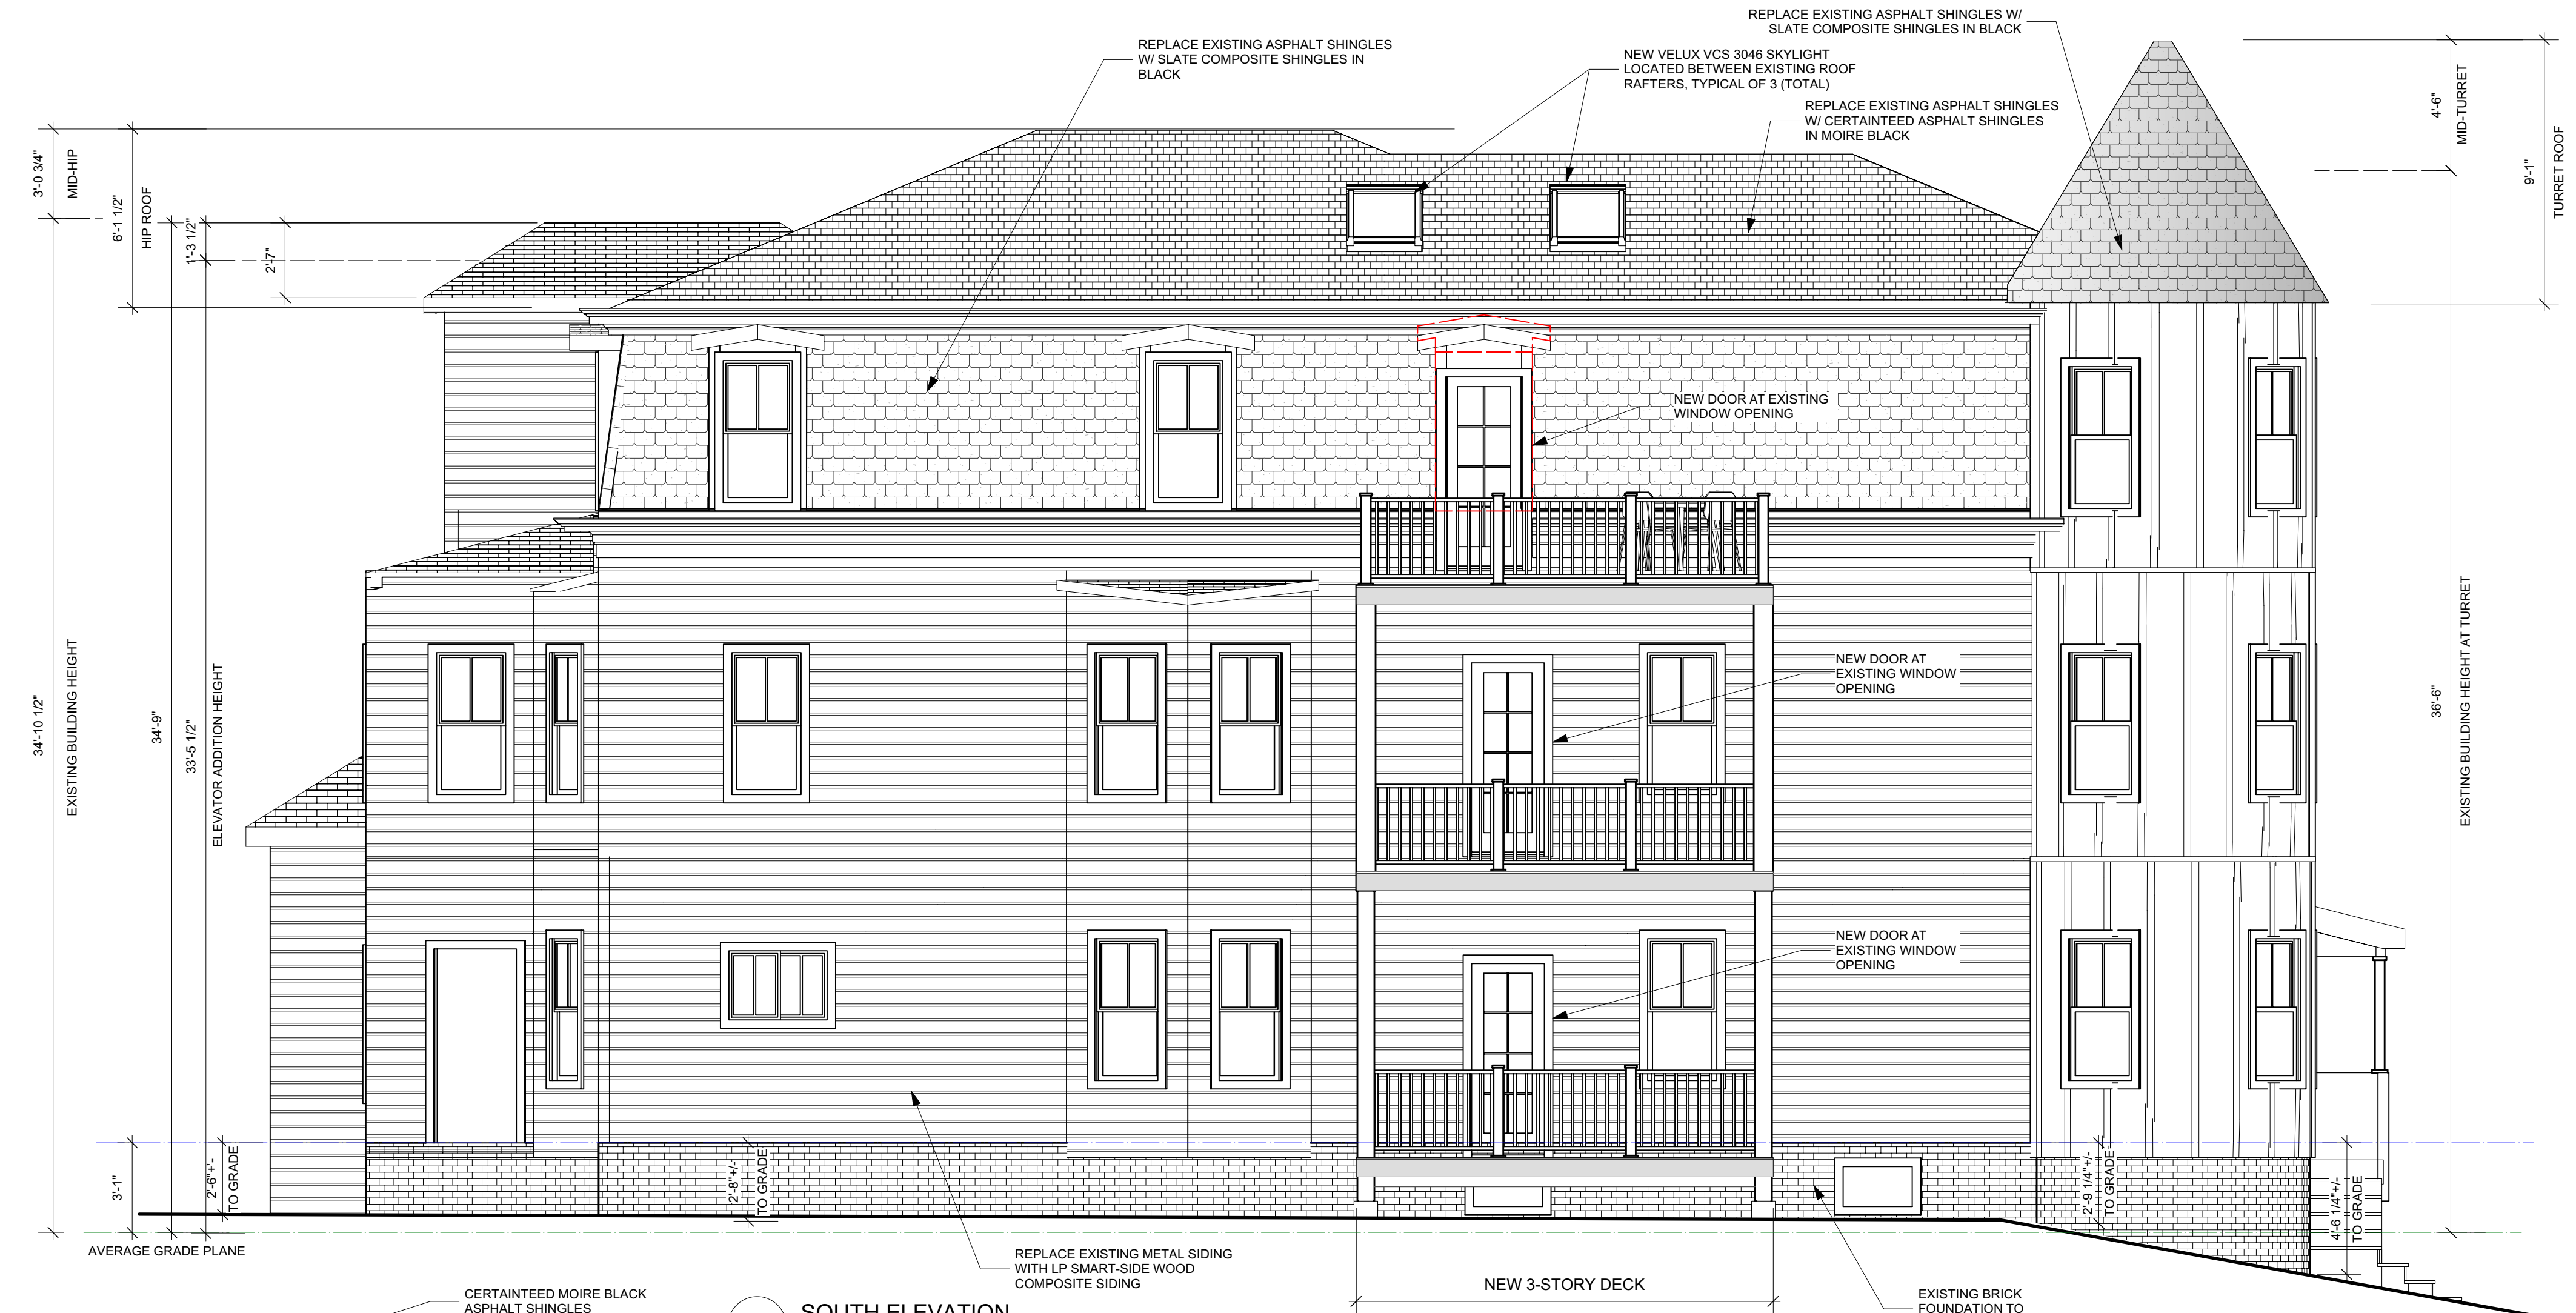 REPLACE EXISTING ASPHALT SHINGLES W/
SLATE COMPOSITE SHINGLES IN BLACK
REPLACE EXISTING ASPHALT SHINGLES
W/ SLATE COMPOSITE SHINGLES IN
BLACK
NEW VELUX VCS 3046 SKYLIGHT
LOCATED BETWEEN EXISTING ROOF
RAFTERS, TYPICAL OF 3 (TOTAL)
REPLACE EXISTING ASPHALT SHINGLES
W/ CERTAINTEED ASPHALT SHINGLES
IN MOIRE BLACK
3'-0 3/4"
MID-HIP
6'-1 1/2"
HIP ROOF
1'-3 1/2"
2'-7"
4'-6"
MID-TURRET
9'-1"
TURRET ROOF
NEW DOOR AT EXISTING
WINDOW OPENING
NEW DOOR AT
EXISTING WINDOW
OPENING
34'-10 1/2"
EXISTING BUILDING HEIGHT
34'-9"
33'-5 1/2"
ELEVATOR ADDITION HEIGHT
36'-6"
EXISTING BUILDING HEIGHT AT TURRET
NEW DOOR AT
EXISTING WINDOW
OPENING
3'-1"
2'-6"+'-
TO GRADE
2'-8"+/-
TO GRADE
2'-9 1/4"+/-
TO GRADE
4'-6 1/4"+/-
TO GRADE
AVERAGE GRADE PLANE
REPLACE EXISTING METAL SIDING
WITH LP SMART-SIDE WOOD
COMPOSITE SIDING
NEW 3-STORY DECK
EXISTING BRICK
FOUNDATION TO
CERTAINTEED MOIRE BLACK
ASPHALT SHINGLES
SOUTH ELEVATION